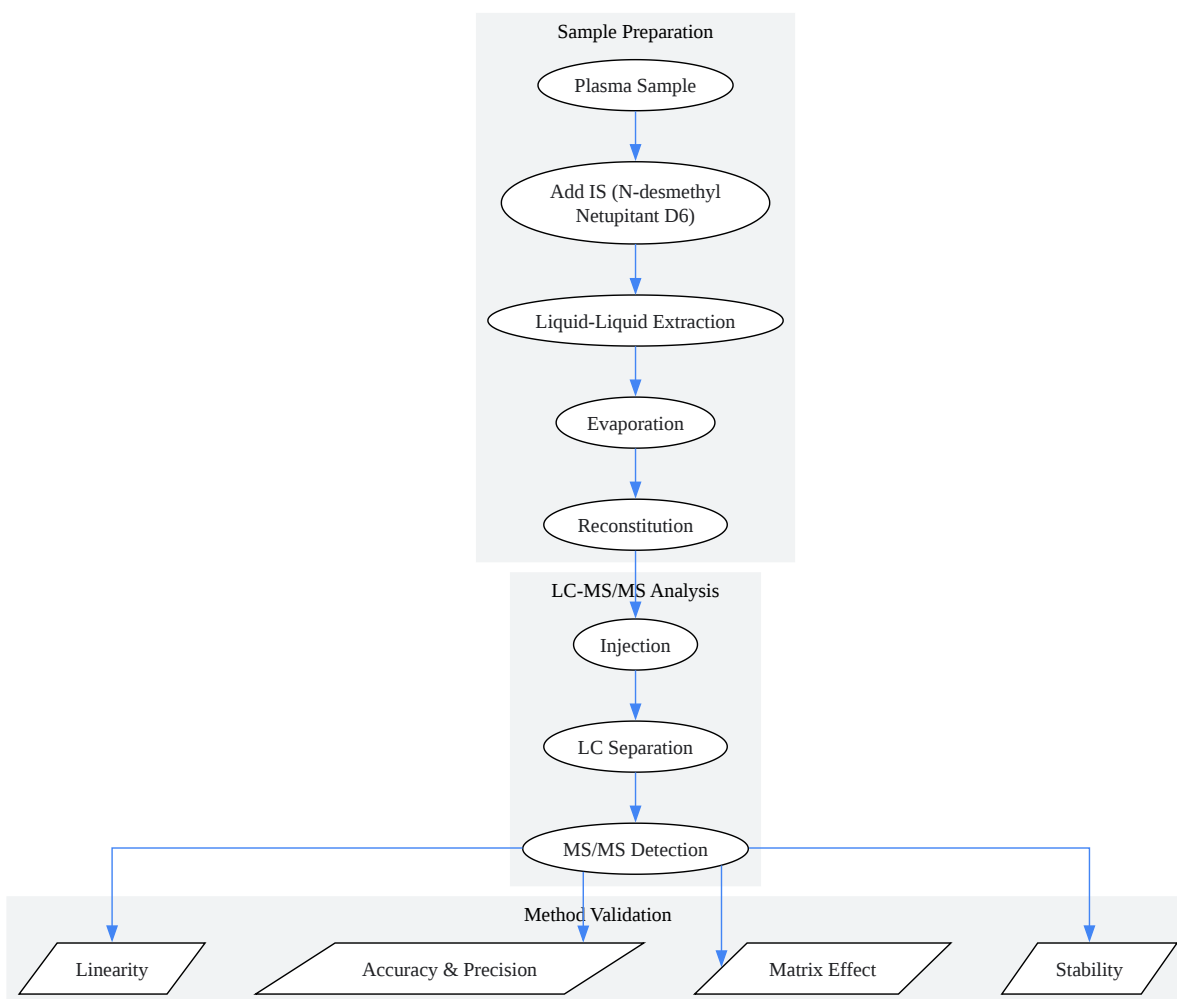 Sample Preparation
Plasma Sample
Add IS (N-desmethyl
Netupitant D6)
Liquid-Liquid Extraction
Evaporation
Reconstitution
LC-MS/MS Analysis
Injection
LC Separation
MS/MS Detection
Method Validation
Linearity
Accuracy & Precision
Matrix Effect
Stability